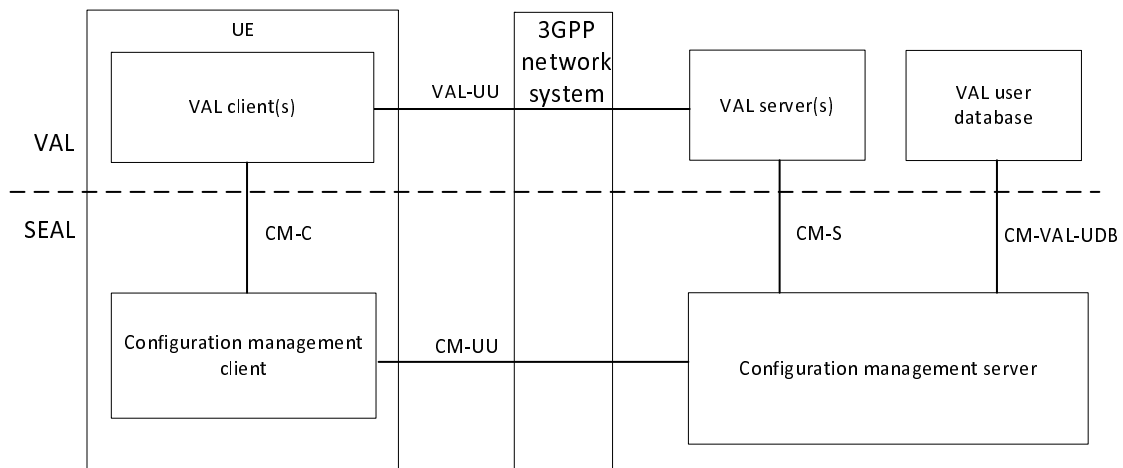 UE
3GPP
network
system
VAL client(s)
VAL-UU
VAL server(s)
VAL user
database
VAL
SEAL
CM-C
CM-S
CM-VAL-UDB
Configuration management
client
CM-UU
Configuration management server